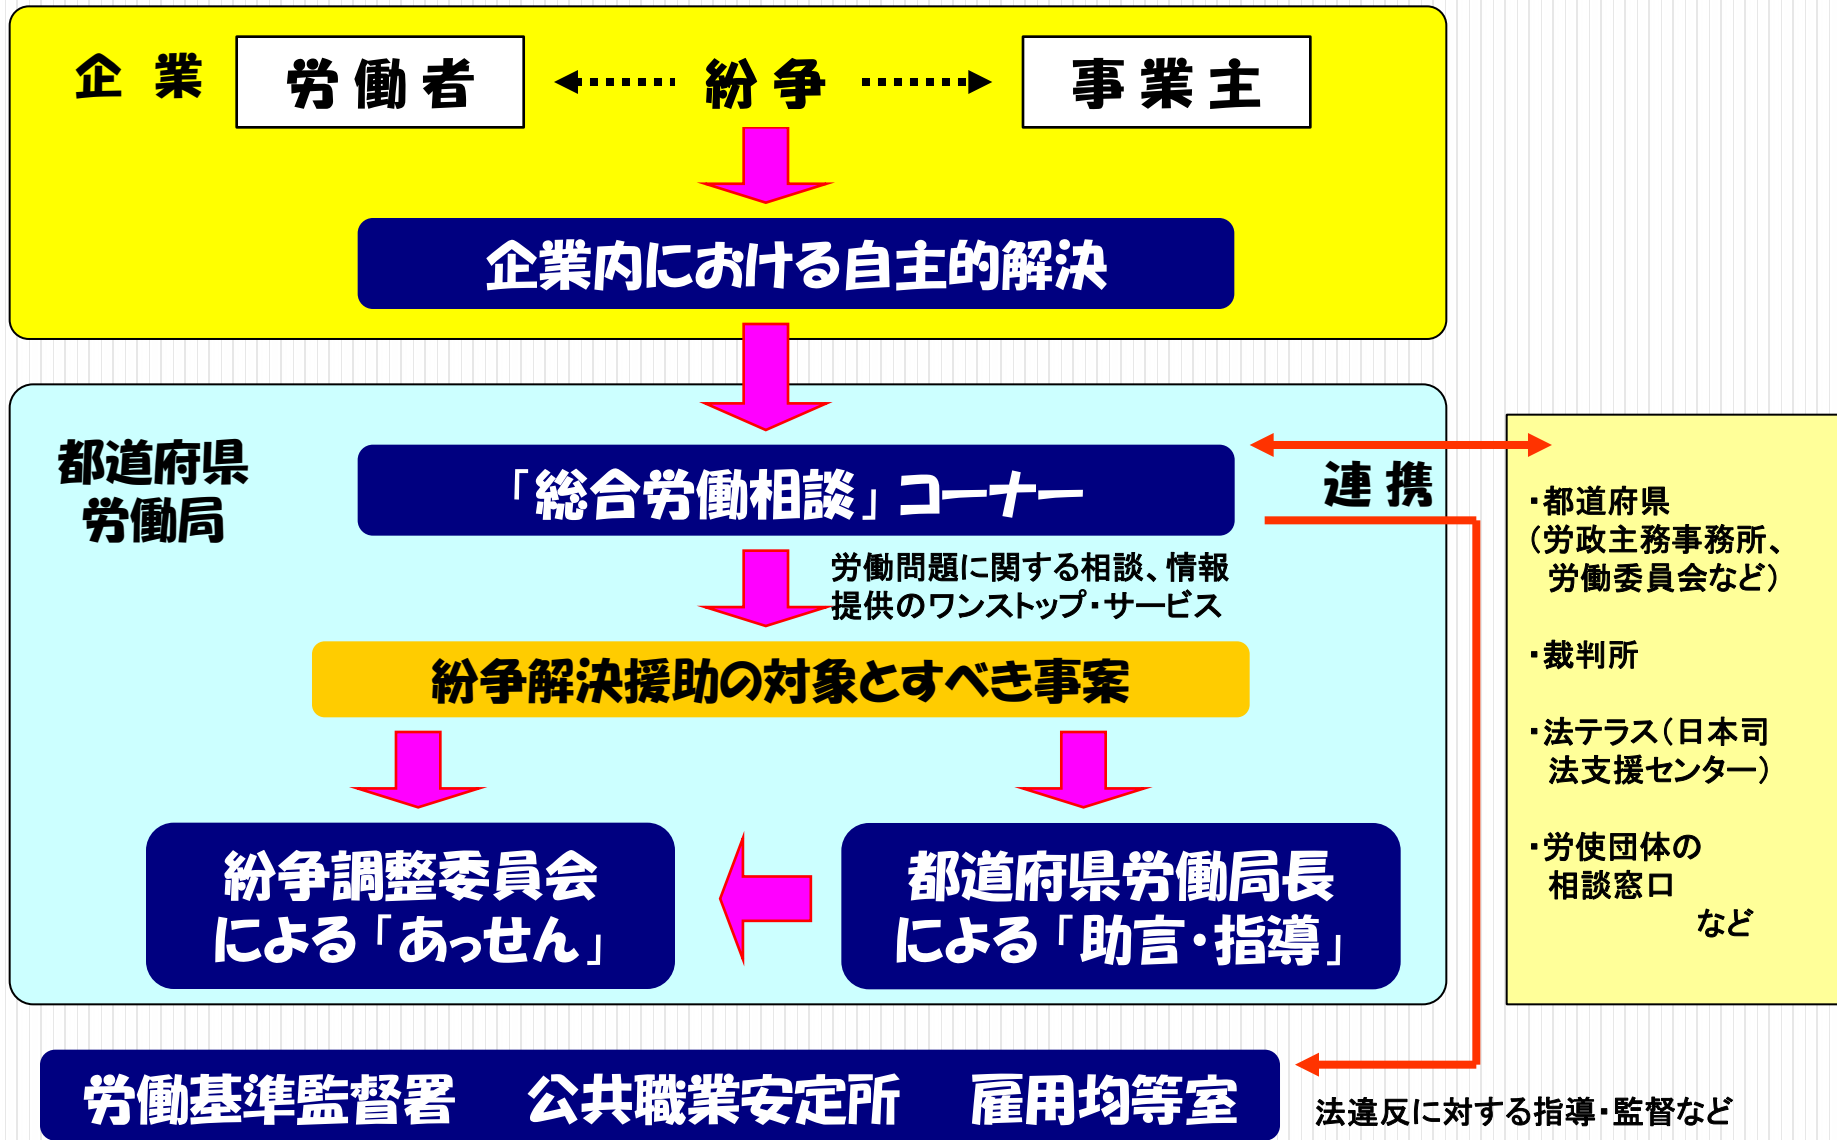 企 業
労 働 者
紛 争
事 業 主
企業内における自主的解決
都道府県
労働局
「総合労働相談」コーナー
連 携
労働問題に関する相談、情報
提供のワンストップ・サービス
紛争解決援助の対象とすべき事案
紛争調整委員会
による「あっせん」
都道府県労働局長
による「助言・指導」
・都道府県
（労政主務事務所、
労働委員会など）
・裁判所
・法テラス（日本司
法支援センター）
・労使団体の
相談窓口
など
労働基準監督署　公共職業安定所　雇用均等室
法違反に対する指導・監督など